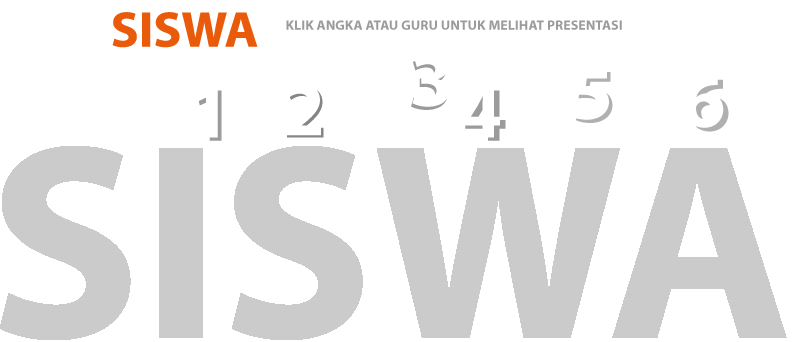 SISWA KLIK ANGKA ATAU GURU UNTUK MELIHAT PRESENTASI
1 2 3 4 5 6
SISWA